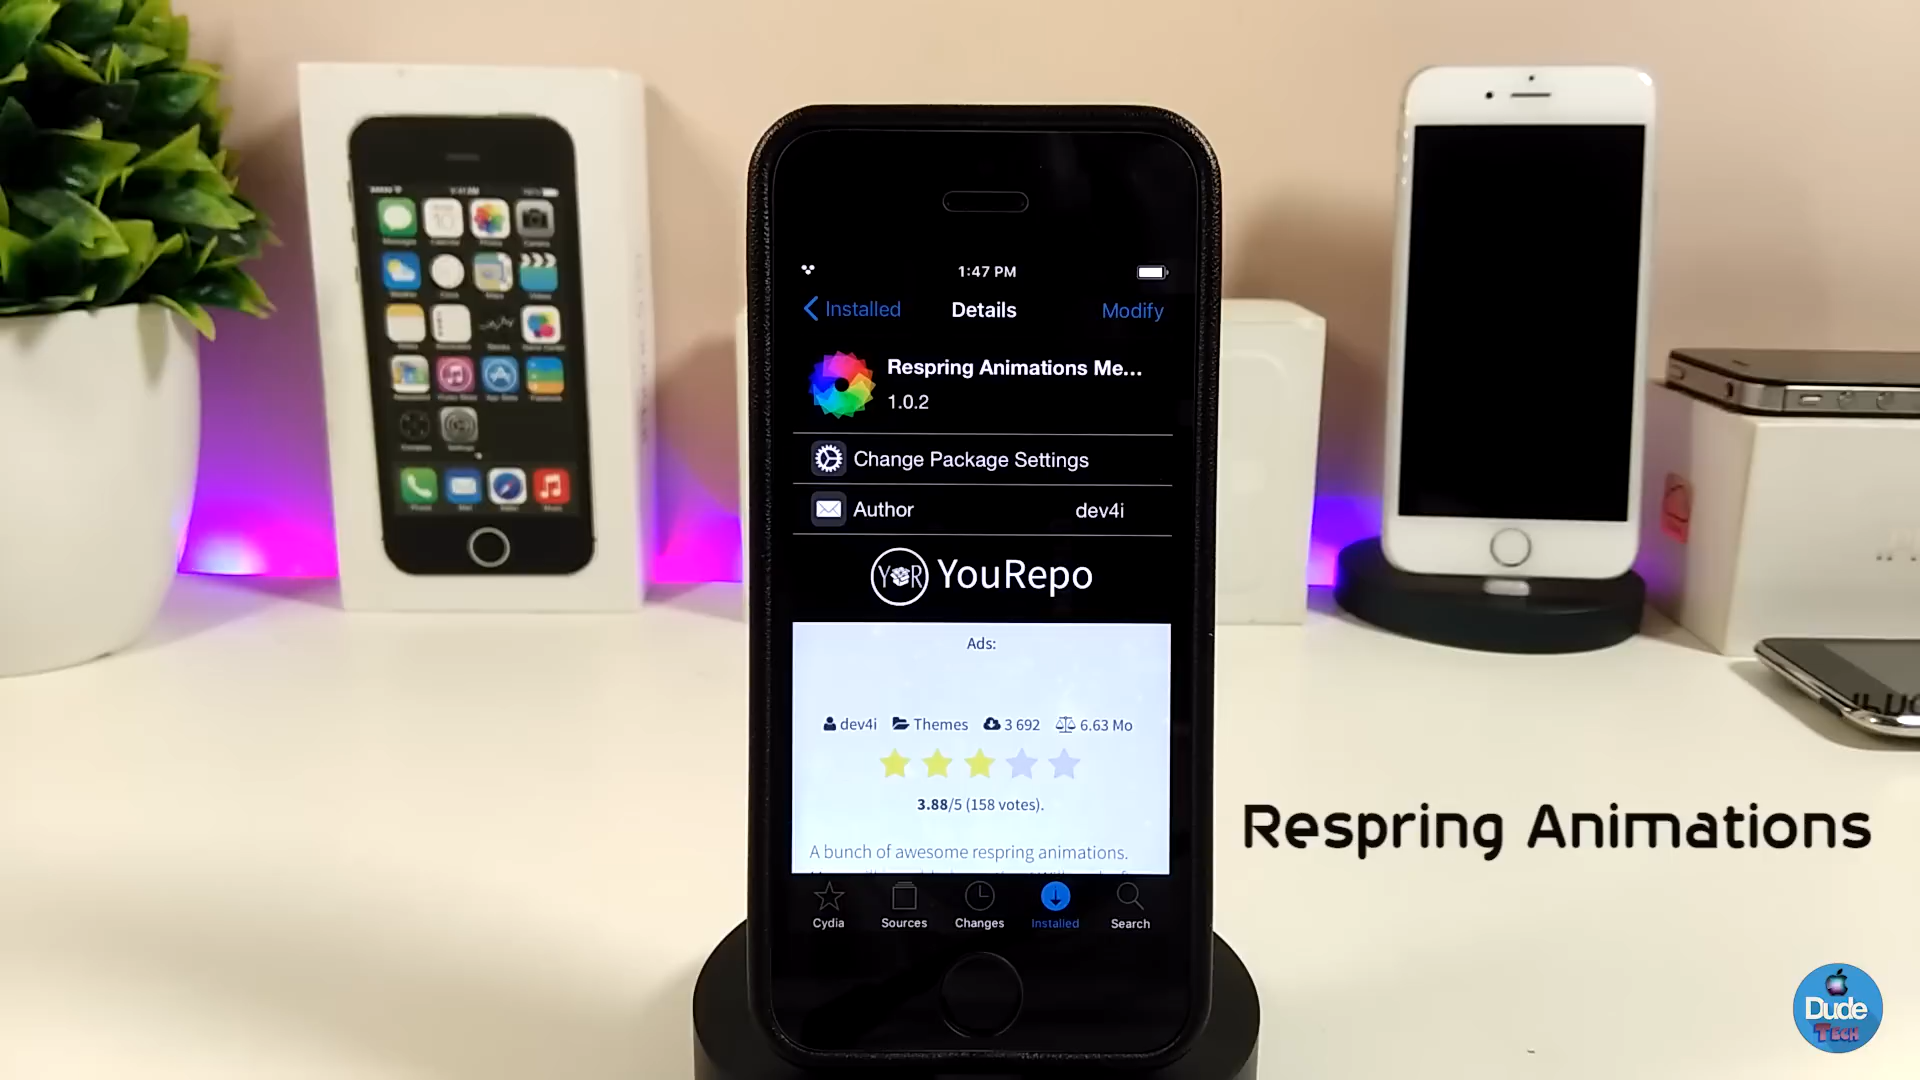 1:47 PM
Installed Details Modify
Respring Animations Me...
1.0.2
Change Package Settings
Author dev4i
YR YouRepo
Ads:
dev4i Themes 3 692 6.63 Mo
3.88/5 (158 votes).
A bunch of awesome respring animations.
Cydia Sources Changes Installed Search
Respring Animations
Dude
Tech